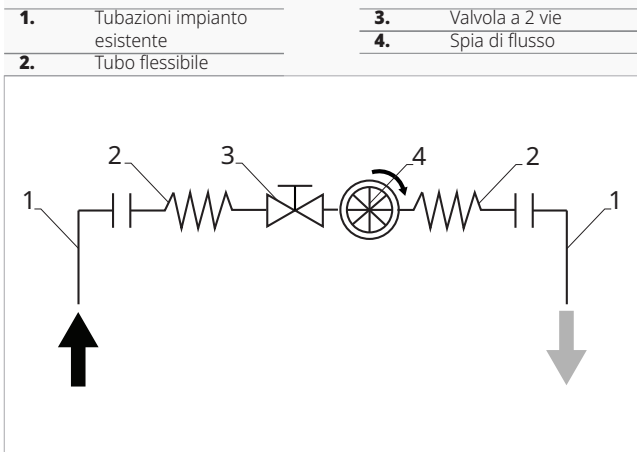 1. Tubazioni impianto
esistente
2. Tubo flessibile
3. Valvola a 2 vie
4. Spia di flusso
2 3 4 2
1 1